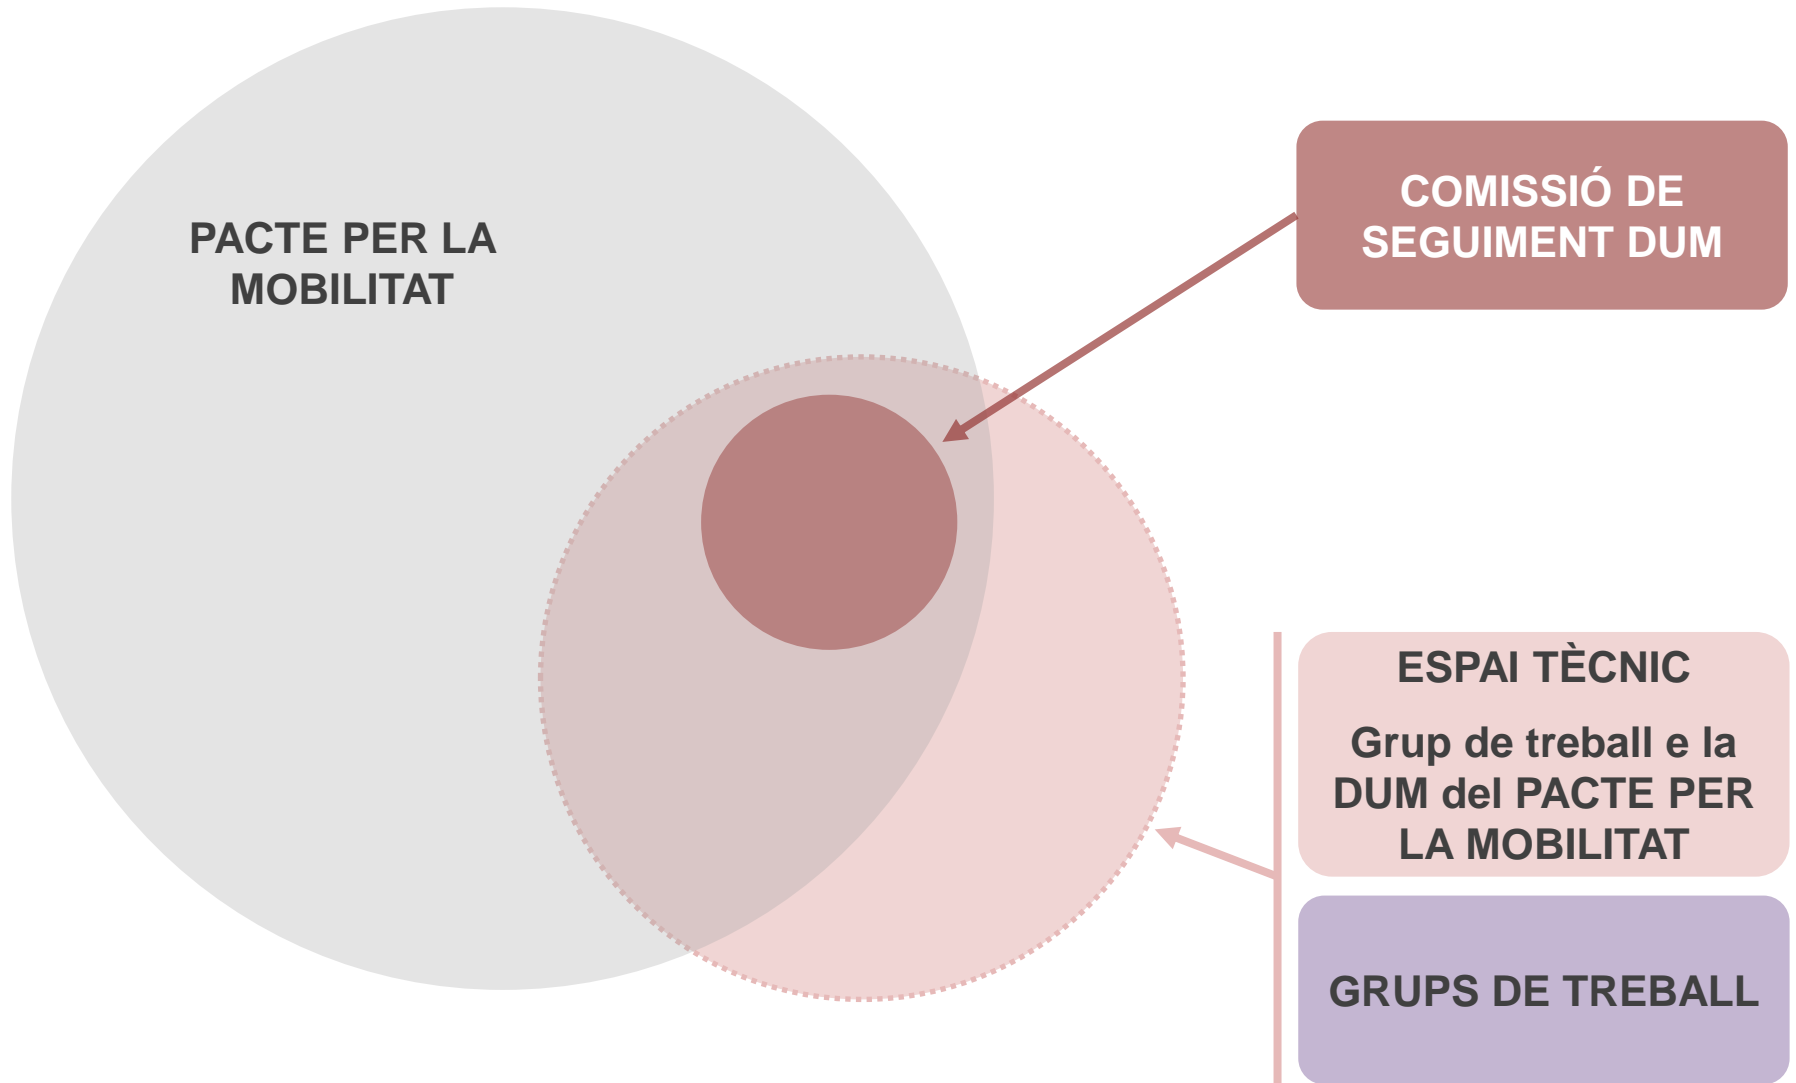 PACTE PER LA
MOBILITAT
COMISSIÓ DE
SEGUIMENT DUM
ESPAI TÈCNIC
Grup de treball e la
DUM del PACTE PER
LA MOBILITAT
GRUPS DE TREBALL